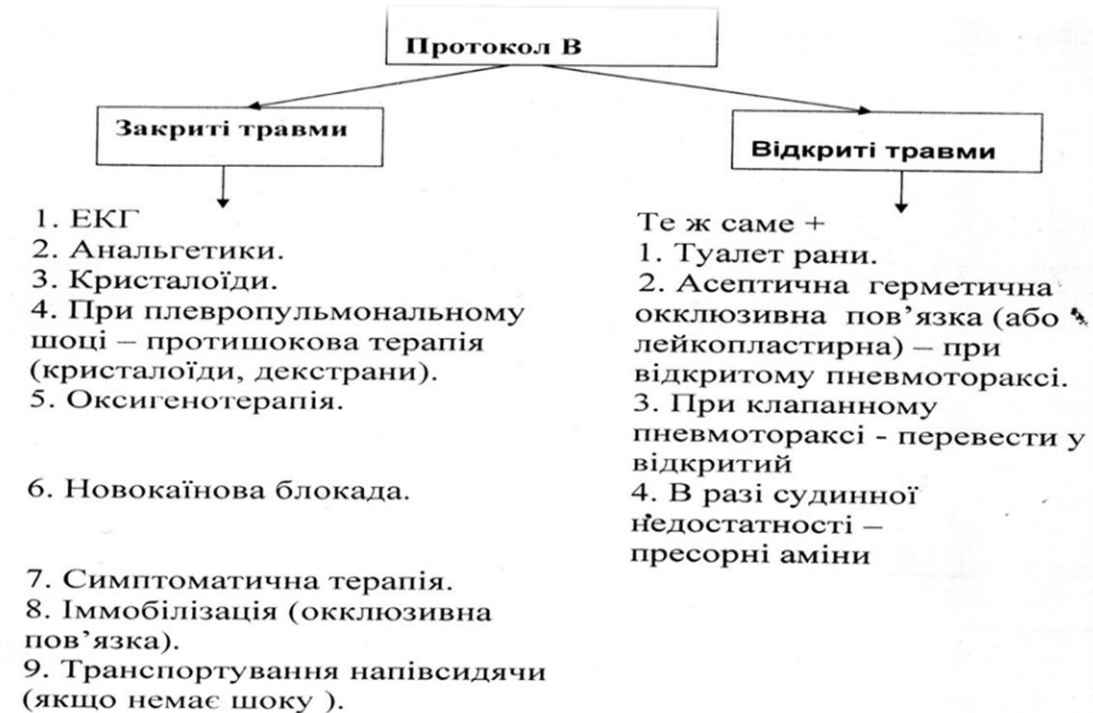 Протокол В
Закриті травми
1. ЕКГ
2. Анальгетики.
3. Кристалоїди.
4. При плевропульмональному
шоці – протишокова терапія
(кристалоїди, декстрани).
5. Оксигенотерапія.
6. Новокаїнова блокада.
7. Симптоматична терапія.
8. Іммобілізація (окклюзивна
пов’язка).
9. Транспортування напівсидячи
(якщо немає шоку ).
Відкриті травми
Те ж саме +
1. Туалет рани.
2. Асептична герметична
окклюзивна пов’язка (або
лейкопластирна) – при
відкритому пневмотораксі.
3. При клапанному
пневмотораксі - перевести у
відкритий
4. В разі судинної
недостатності –
пресорні аміни